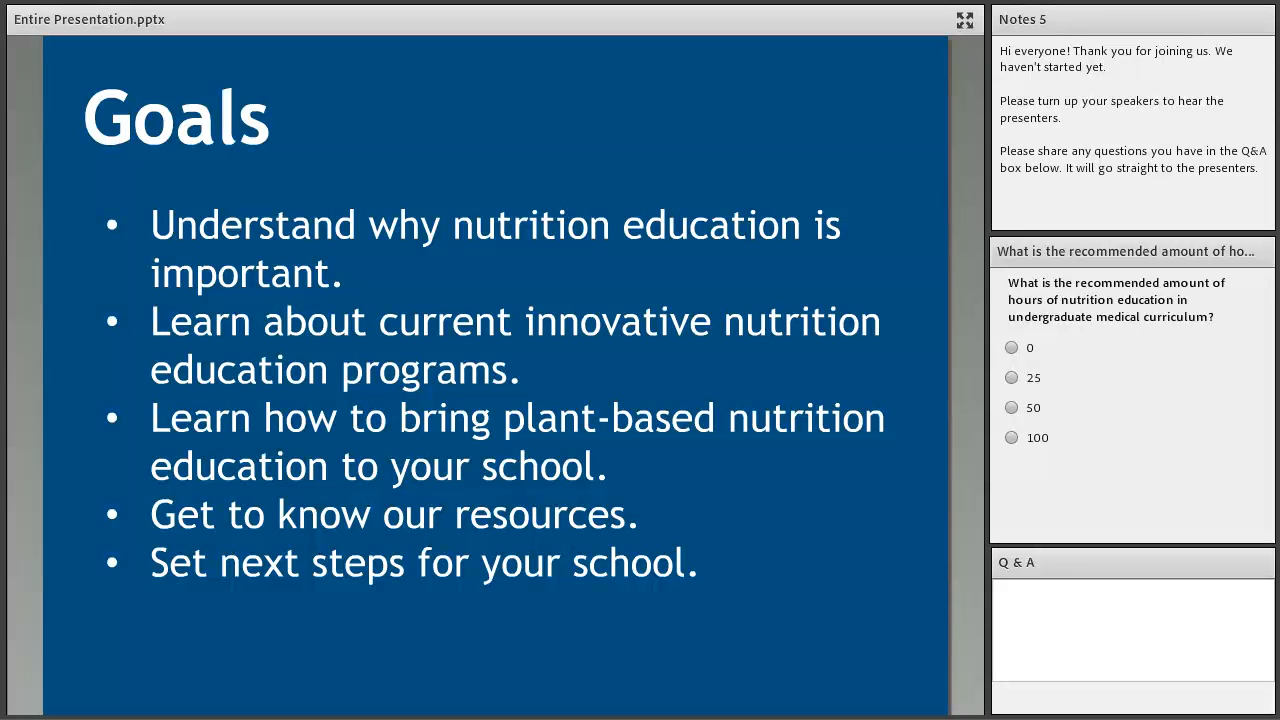 Entire Presentation.pptx
Goals
• Understand why nutrition education is
important.
• Learn about current innovative nutrition
education programs.
• Learn how to bring plant-based nutrition
education to your school.
• Get to know our resources.
• Set next steps for your school.
Notes 5
Hi everyone! Thank you for joining us. We
haven't started yet.
Please turn up your speakers to hear the
presenters.
Please share any questions you have in the Q&A
box below. It will go straight to the presenters.
What is the recommended amount of ho...
What is the recommended amount of
hours of nutrition education in
undergraduate medical curriculum?
0
25
50
100
Q & A